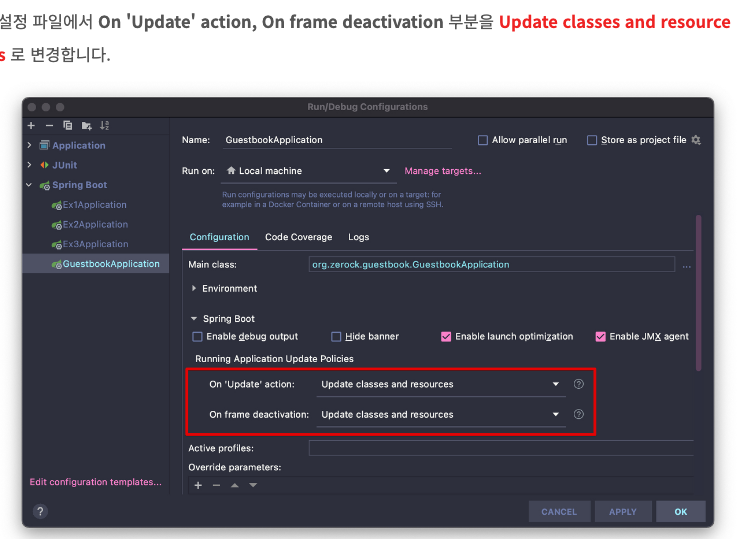 설정 파일에서 On 'Update' action, On frame deactivation 부분을 Update classes and resource
s 로 변경합니다.
Run/Debug Configurations
Application
JUnit
Spring Boot
Ex1Application
Ex2Application
Ex3Application
GuestbookApplication
Edit configuration templates...
Name: GuestbookApplication Allow parallel run Store as project file
Run on: Local machine Manage targets...
Run configurations may be executed locally or on a target: for
example in a Docker Container or on a remote host using SSH.
Configuration Code Coverage Logs
Main class: org.zerock.guestbook.GuestbookApplication ...
Environment
Spring Boot
Enable debug output Hide banner Enable launch optimization Enable JMX agent
Running Application Update Policies
On 'Update' action: Update classes and resources ?
On frame deactivation: Update classes and resources ?
Active profiles:
Override parameters:
? CANCEL APPLY OK